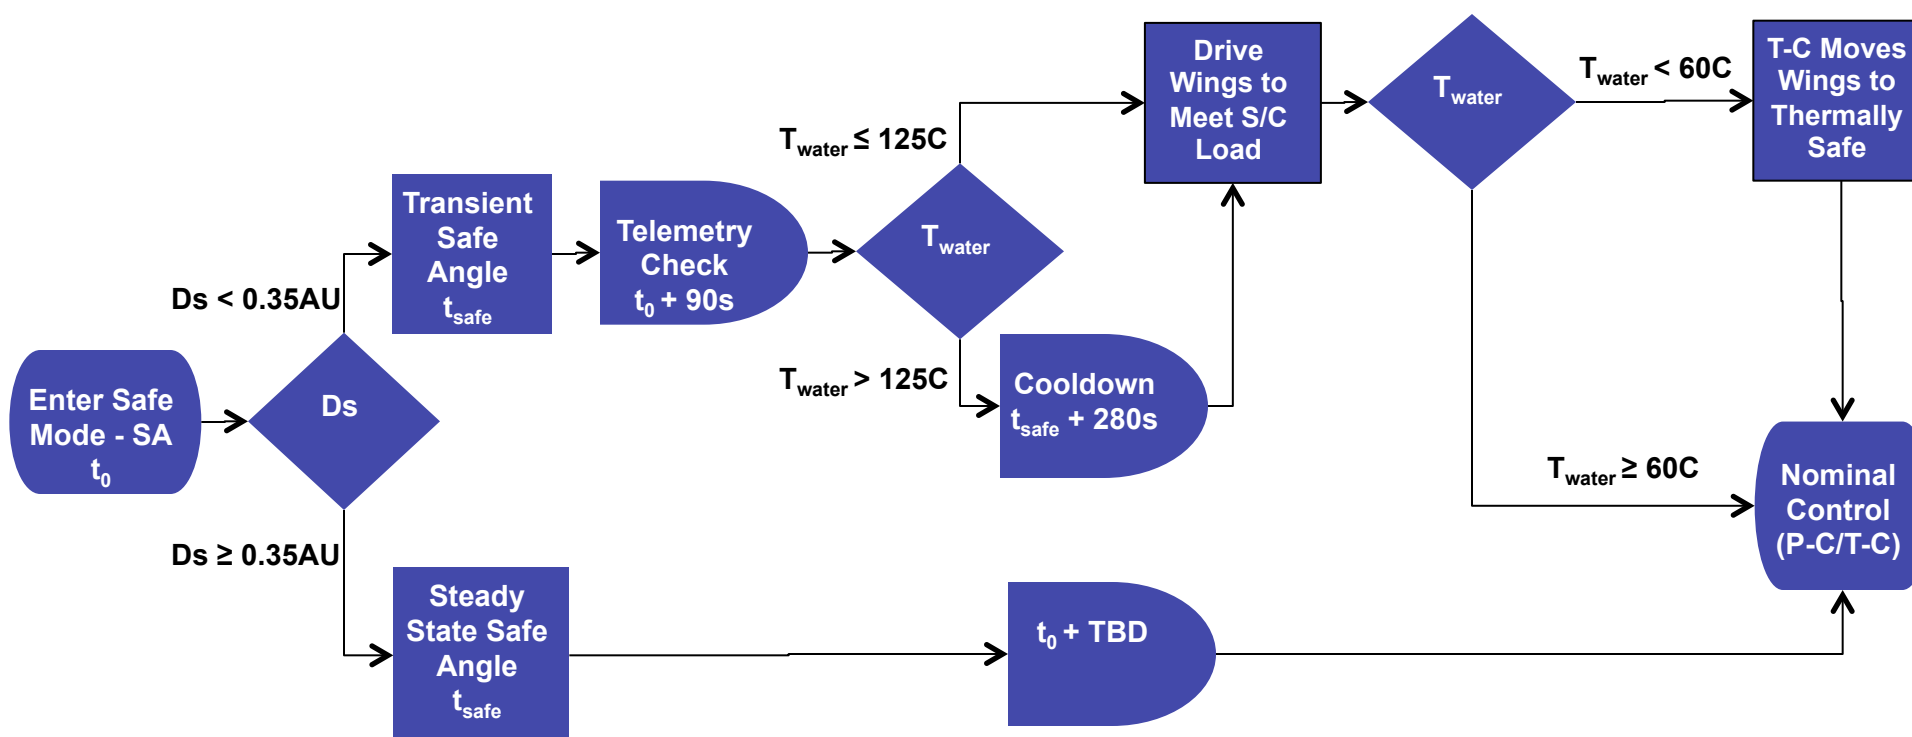 Enter Safe
Mode - SA
t0
Ds
Ds < 0.35AU
Ds ≥ 0.35AU
Transient
Safe
Angle
tsafe
Telemetry
Check
t0 + 90s
Twater
Twater ≤ 125C
Twater > 125C
Cooldown
tsafe + 280s
Drive
Wings to
Meet S/C
Load
Twater
Twater < 60C
T-C Moves
Wings to
Thermally
Safe
Twater ≥ 60C
Nominal
Control
(P-C/T-C)
Steady
State Safe
Angle
tsafe
t0 + TBD